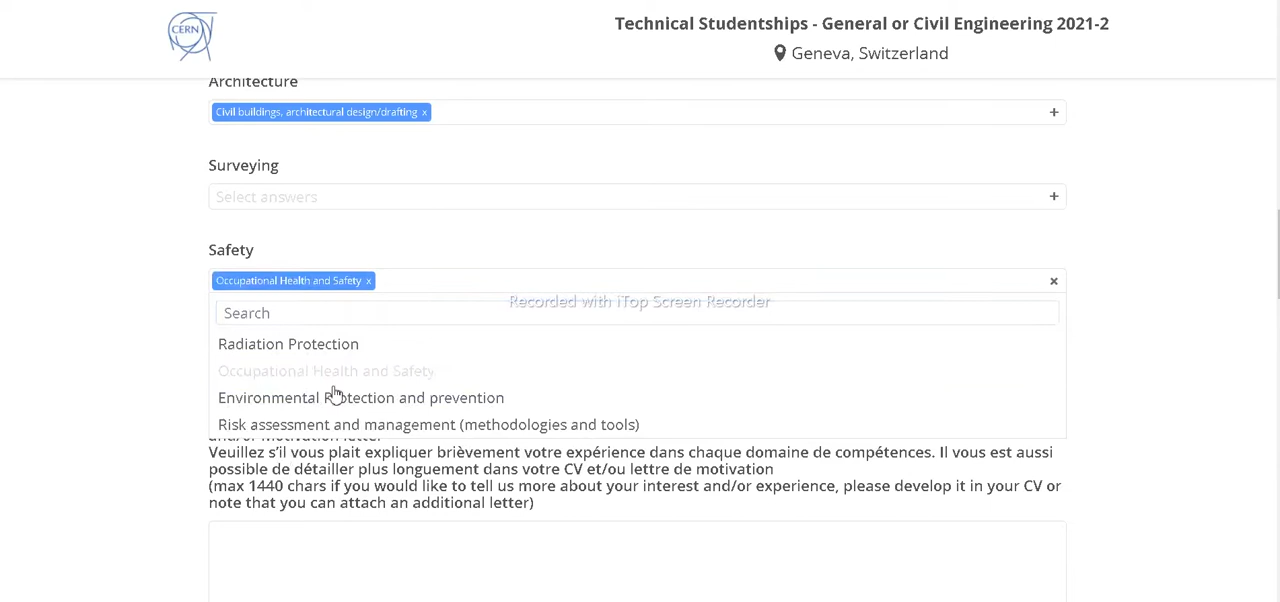 CERN
Technical Studentships - General or Civil Engineering 2021-2
Geneva, Switzerland
Architecture
Civil buildings, architectural design/drafting x
+
Surveying
Select answers
+
Safety
Occupational Health and Safety x
×
Recorded with iTop Screen Recorder
Search
Radiation Protection
Occupational Health and Safety
Environmental Protection and prevention
Risk assessment and management (methodologies and tools)
and/or Motivation letter
Veuillez s’il vous plait expliquer brièvement votre expérience dans chaque domaine de compétences. Il vous est aussi
possible de détailler plus longuement dans votre CV et/ou lettre de motivation
(max 1440 chars if you would like to tell us more about your interest and/or experience, please develop it in your CV or
note that you can attach an additional letter)